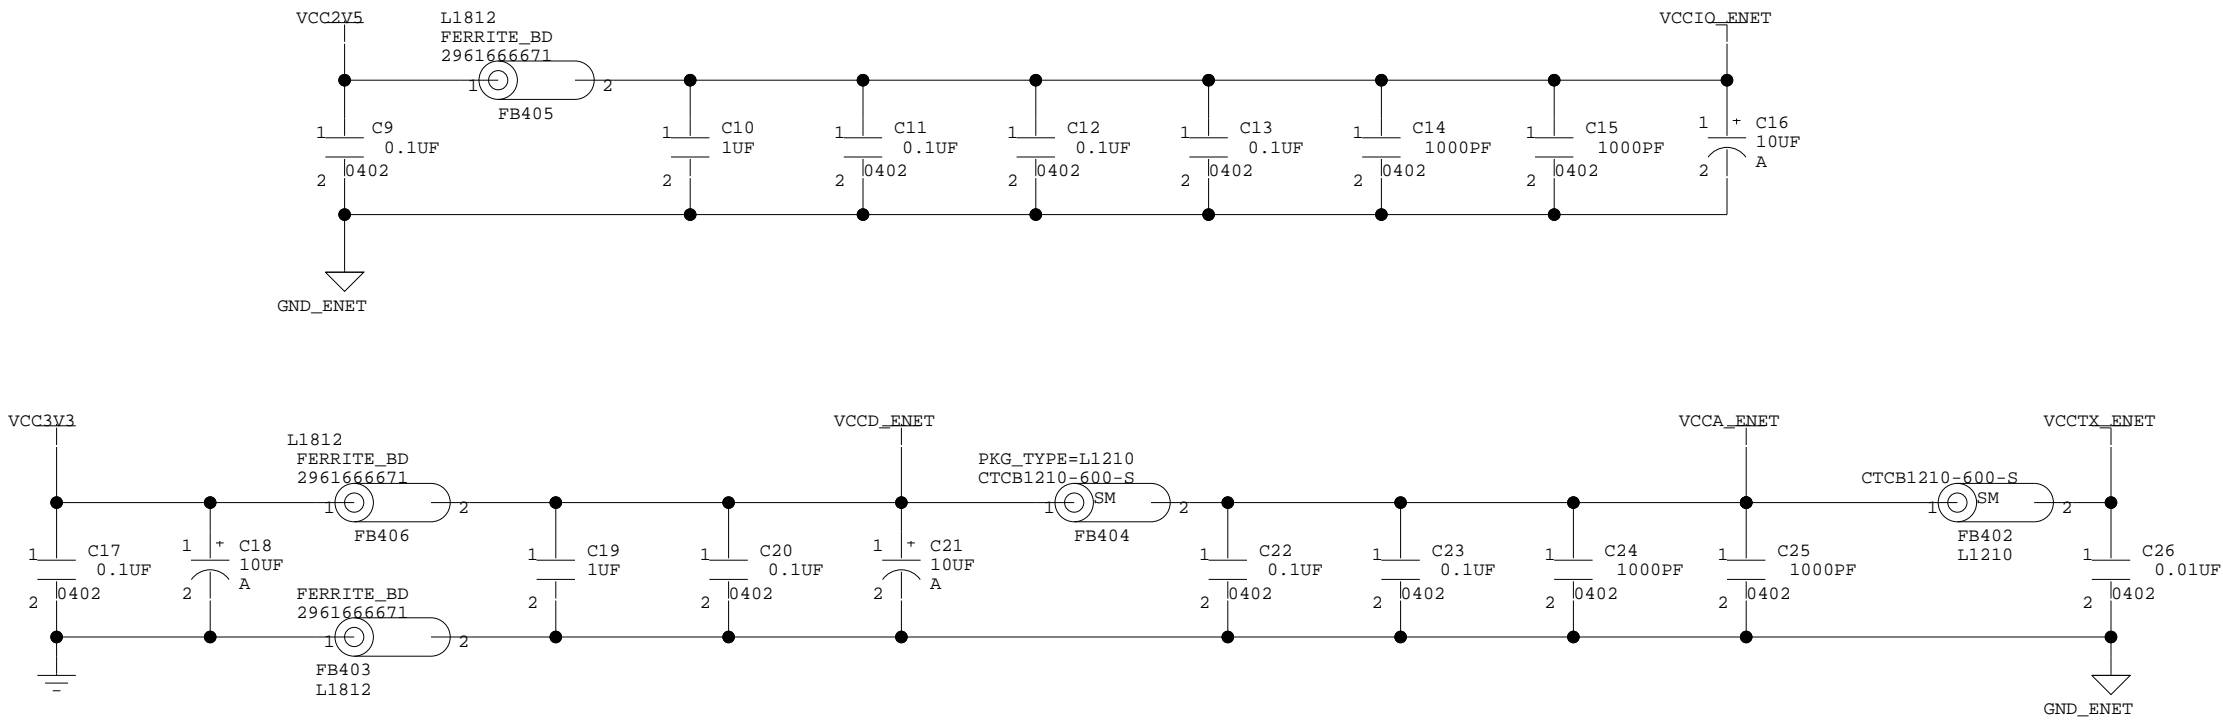 VCC2V5
L1812
FERRITE_BD
2961666671
1
2
FB405
VCCIO_ENET
1
C9
0.1UF
0402
2
1
C10
1UF
2
1
C11
0.1UF
0402
2
1
C12
0.1UF
0402
2
1
C13
0.1UF
0402
2
1
C14
1000PF
0402
2
1
C15
1000PF
0402
2
1
+
C16
10UF
A
2
GND_ENET
VCC3V3
L1812
FERRITE_BD
2961666671
1
2
FB406
VCCD_ENET
PKG_TYPE=L1210
CTCB1210-600-S
1
SM
2
FB404
VCCA_ENET
CTCB1210-600-S
1
SM
2
FB402
L1210
VCCTX_ENET
1
C17
0.1UF
0402
2
1
+
C18
10UF
A
2
FERRITE_BD
2961666671
1
2
FB403
L1812
1
C19
1UF
2
1
C20
0.1UF
0402
2
1
+
C21
10UF
A
2
1
C22
0.1UF
0402
2
1
C23
0.1UF
0402
2
1
C24
1000PF
0402
2
1
C25
1000PF
0402
2
1
C26
0.01UF
0402
2
GND_ENET